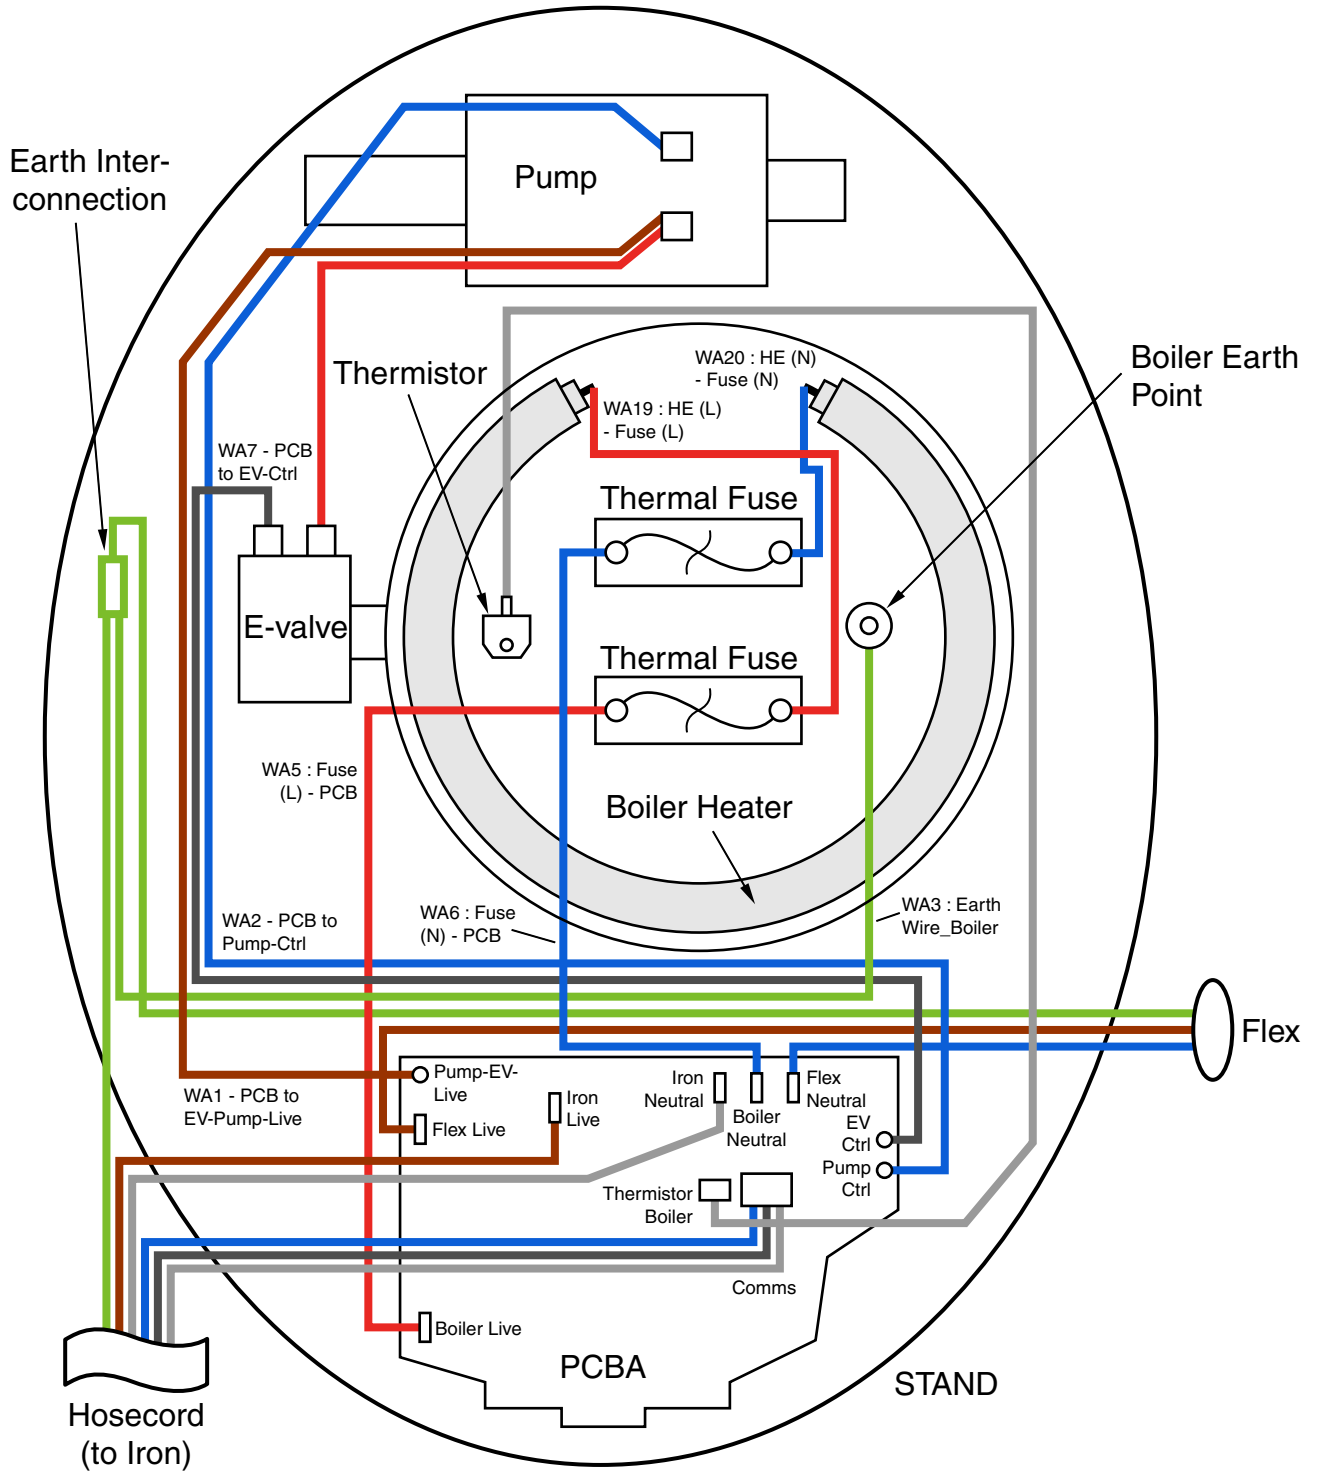 Pump
Earth Inter-
connection
Thermistor
WA20 : HE (N)
- Fuse (N)
Boiler Earth
Point
WA19 : HE (L)
- Fuse (L)
WA7 - PCB
to EV-Ctrl
Thermal Fuse
E-valve
Thermal Fuse
WA5 : Fuse
(L) - PCB
Boiler Heater
WA2 - PCB to
Pump-Ctrl
WA6 : Fuse
(N) - PCB
WA3 : Earth
Wire_Boiler
Flex
WA1 - PCB to
EV-Pump-Live
Pump-EV-
Live
Flex Live
Iron
Live
Iron
Neutral
Boiler
Neutral
Flex
Neutral
EV
Ctrl
Pump
Ctrl
Thermistor
Boiler
Comms
Boiler Live
PCBA
STAND
Hosecord
(to Iron)